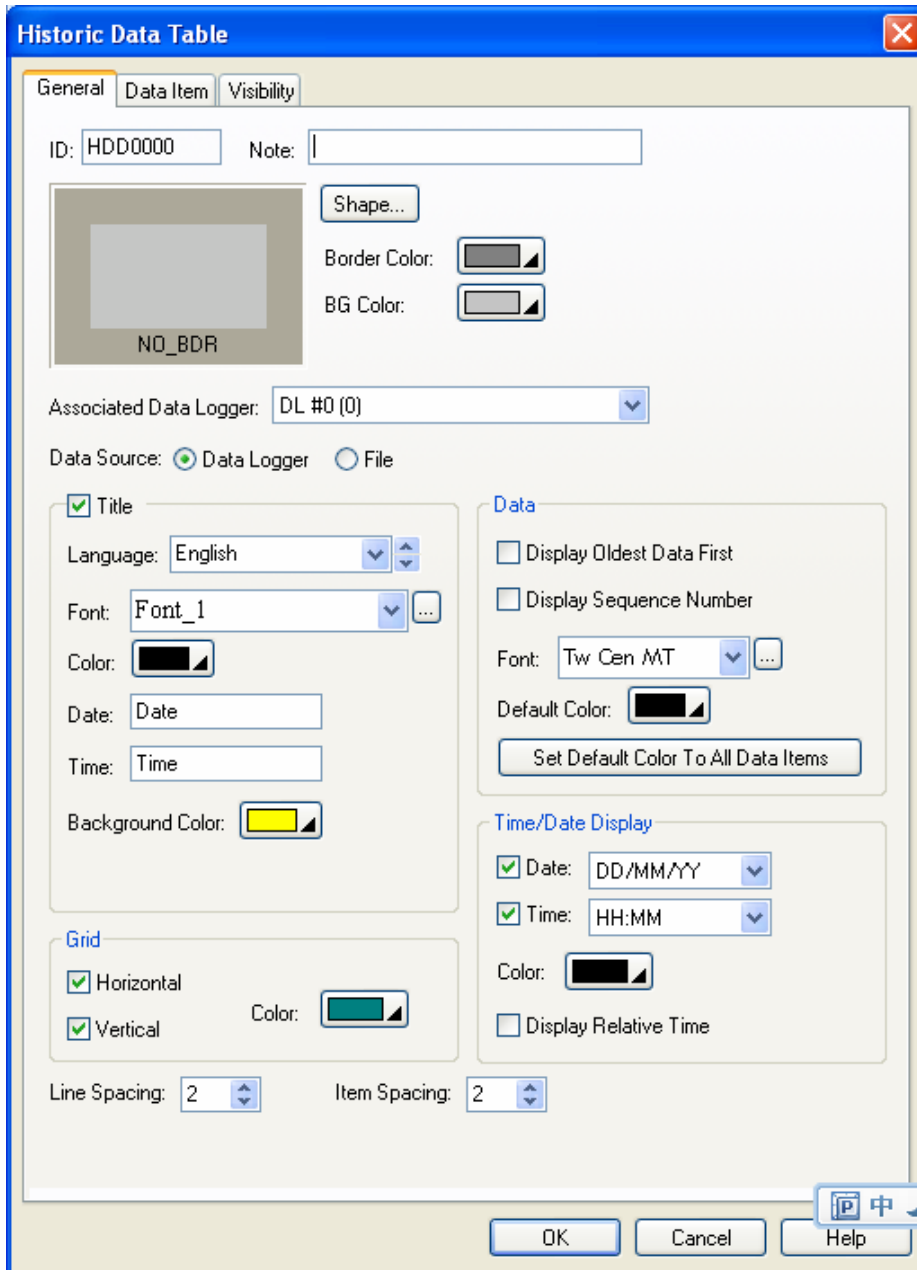 Historic Data Table
General Data Item Visibility
ID: HDD0000 Note:
Shape...
Border Color:
BG Color:
NO_BDR
Associated Data Logger: DL #0 (0)
Data Source: Data Logger File
Title
Language: English
Font: Font_1 ...
Color:
Date: Date
Time: Time
Background Color:
Data
Display Oldest Data First
Display Sequence Number
Font: Tw Cen MT ...
Default Color:
Set Default Color To All Data Items
Time/Date Display
Date: DD/MM/YY
Time: HH:MM
Color:
Display Relative Time
Grid
Horizontal
Vertical
Color:
Line Spacing: 2 Item Spacing: 2
P 中
OK Cancel Help